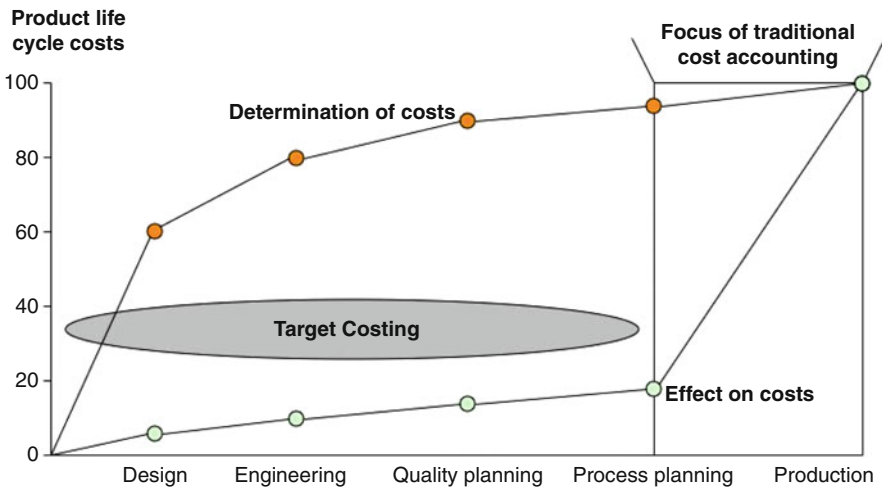 Product life
cycle costs
Focus of traditional
cost accounting
100
Determination of costs
80
60
40
Target Costing
20
Effect on costs
0
Design Engineering Quality planning Process planning Production